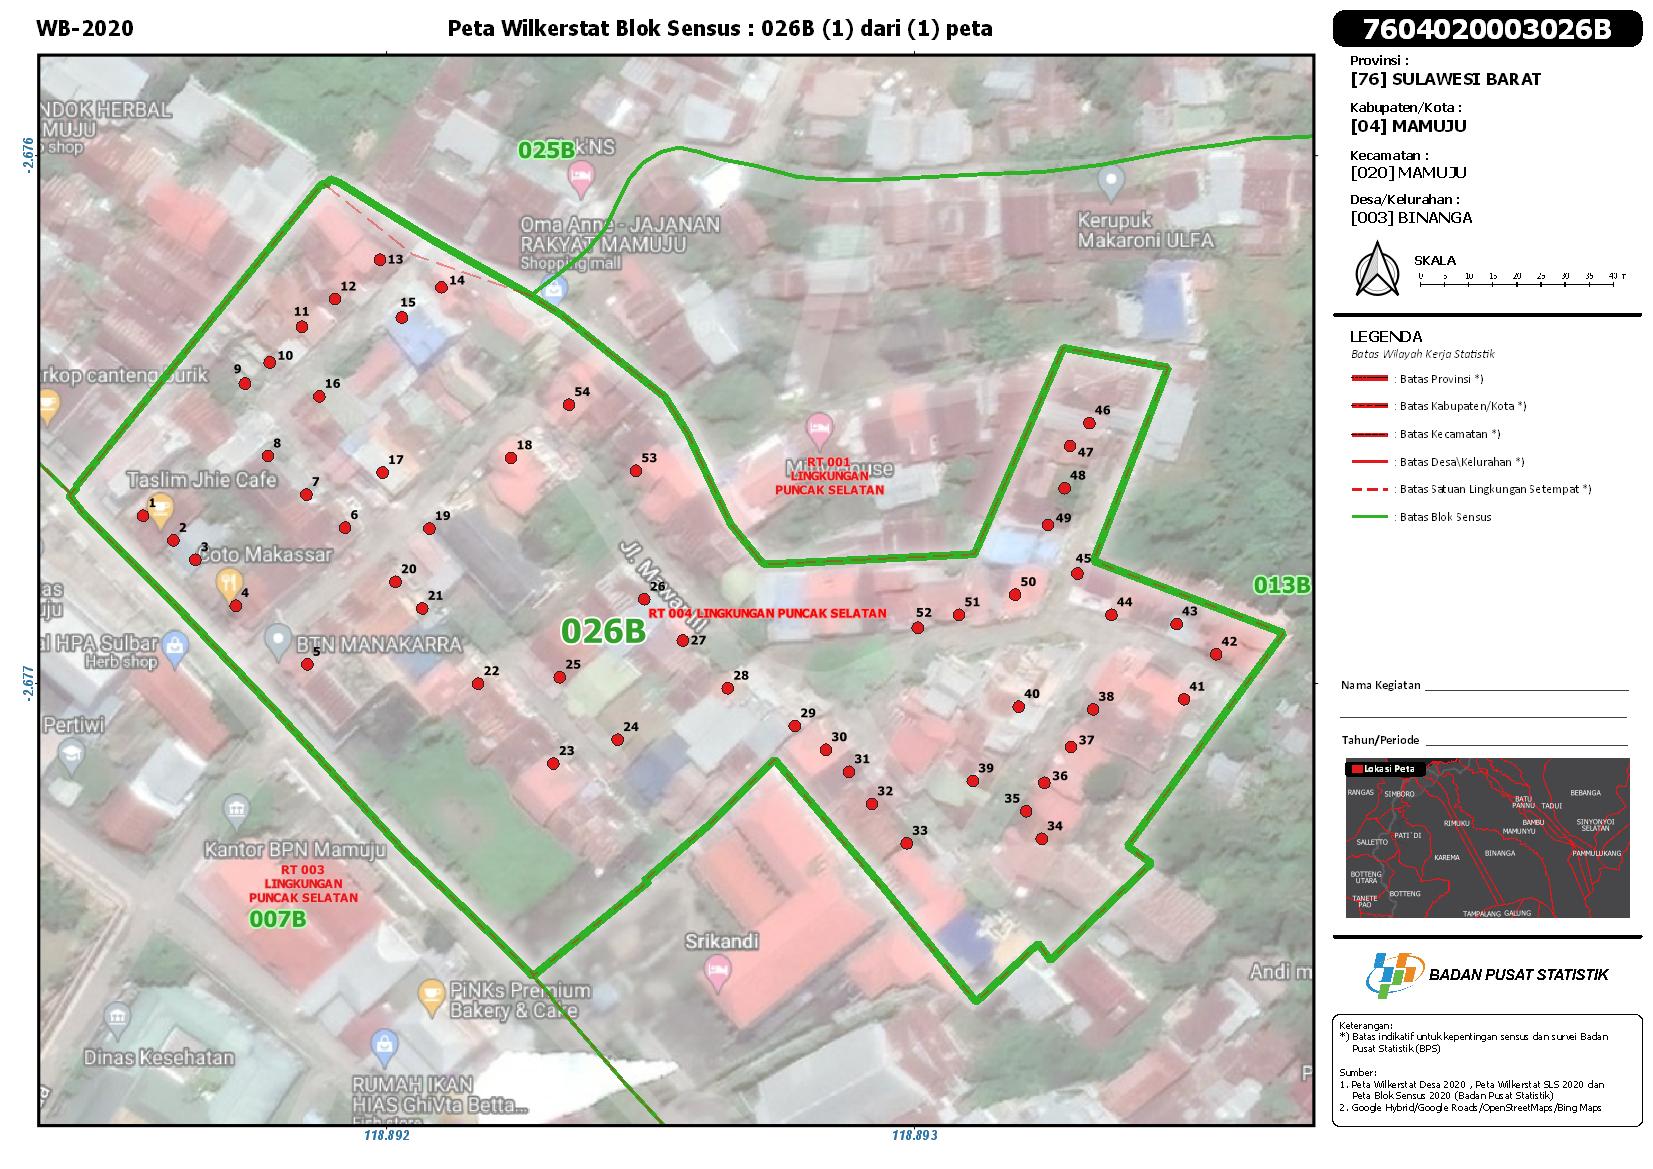 WB-2020
Peta Wilkerstat Blok Sensus : 026B (1) dari (1) peta
7604020003026B
Provinsi :
[76] SULAWESI BARAT
Kabupaten/Kota :
[04] MAMUJU
Kecamatan :
[020] MAMUJU
Desa/Kelurahan :
[003] BINANGA
SKALA
0 5 10 15 20 25 30 35 40 m
LEGENDA
Batas Wilayah Kerja Statistik
: Batas Provinsi *)
: Batas Kabupaten/Kota *)
: Batas Kecamatan *)
: Batas Desa\Kelurahan *)
: Batas Satuan Lingkungan Setempat *)
: Batas Blok Sensus
Nama Kegiatan
Tahun/Periode
Lokasi Peta
RANGAS
SIMBORO
BEBANGA
BATU
PANNU
TADUI
RIMUKU
BAMBU
MAMUNYU
SINYONYOI
SELATAN
PATI`DI
SALLETTO
KAREMA
BINANGA
PAMMULUKANG
BOTTENG
UTARA
BOTTENG
TANETE
PAO
TAMPALANG
GALUNG
BADAN PUSAT STATISTIK
Keterangan:
*) Batas indikatif untuk kepentingan sensus dan survei Badan
Pusat Statistik (BPS)
Sumber:
1. Peta Wilkerstat Desa 2020 , Peta Wilkerstat SLS 2020 dan
Peta Blok Sensus 2020 (Badan Pusat Statistik)
2. Google Hybrid/Google Roads/OpenStreetMaps/Bing Maps
-2.676
-2.677
118.892
118.893
NDOK HERBAL
MUJU
shop
025B
NS
Oma Anne - JAJANAN
RAKYAT MAMUJU
Shopping mall
Kerupuk
Makaroni ULFA
13
14
12
15
11
10
9
rkop canteng Burik
16
54
46
47
18
8
53
17
48
RT 001
LINGKUNGAN
PUNCAK SELATAN
Taslim Jhie Cafe
7
1
6
19
49
2
3
Coto Makassar
45
20
50
4
21
26
51
44
43
013B
RT 004 LINGKUNGAN PUNCAK SELATAN
52
026B
27
42
al HPA Sulbar
Herb shop
BTN MANAKARRA
5
22
25
28
40
38
41
Pertiwi
29
24
30
37
23
31
39
36
32
35
34
33
Kantor BPN Mamuju
RT 003
LINGKUNGAN
PUNCAK SELATAN
007B
Srikandi
Andi m
PiNKs Premium
Bakery & Cake
Dinas Kesehatan
RUMAH IKAN
HIAS GhiVta Betta...